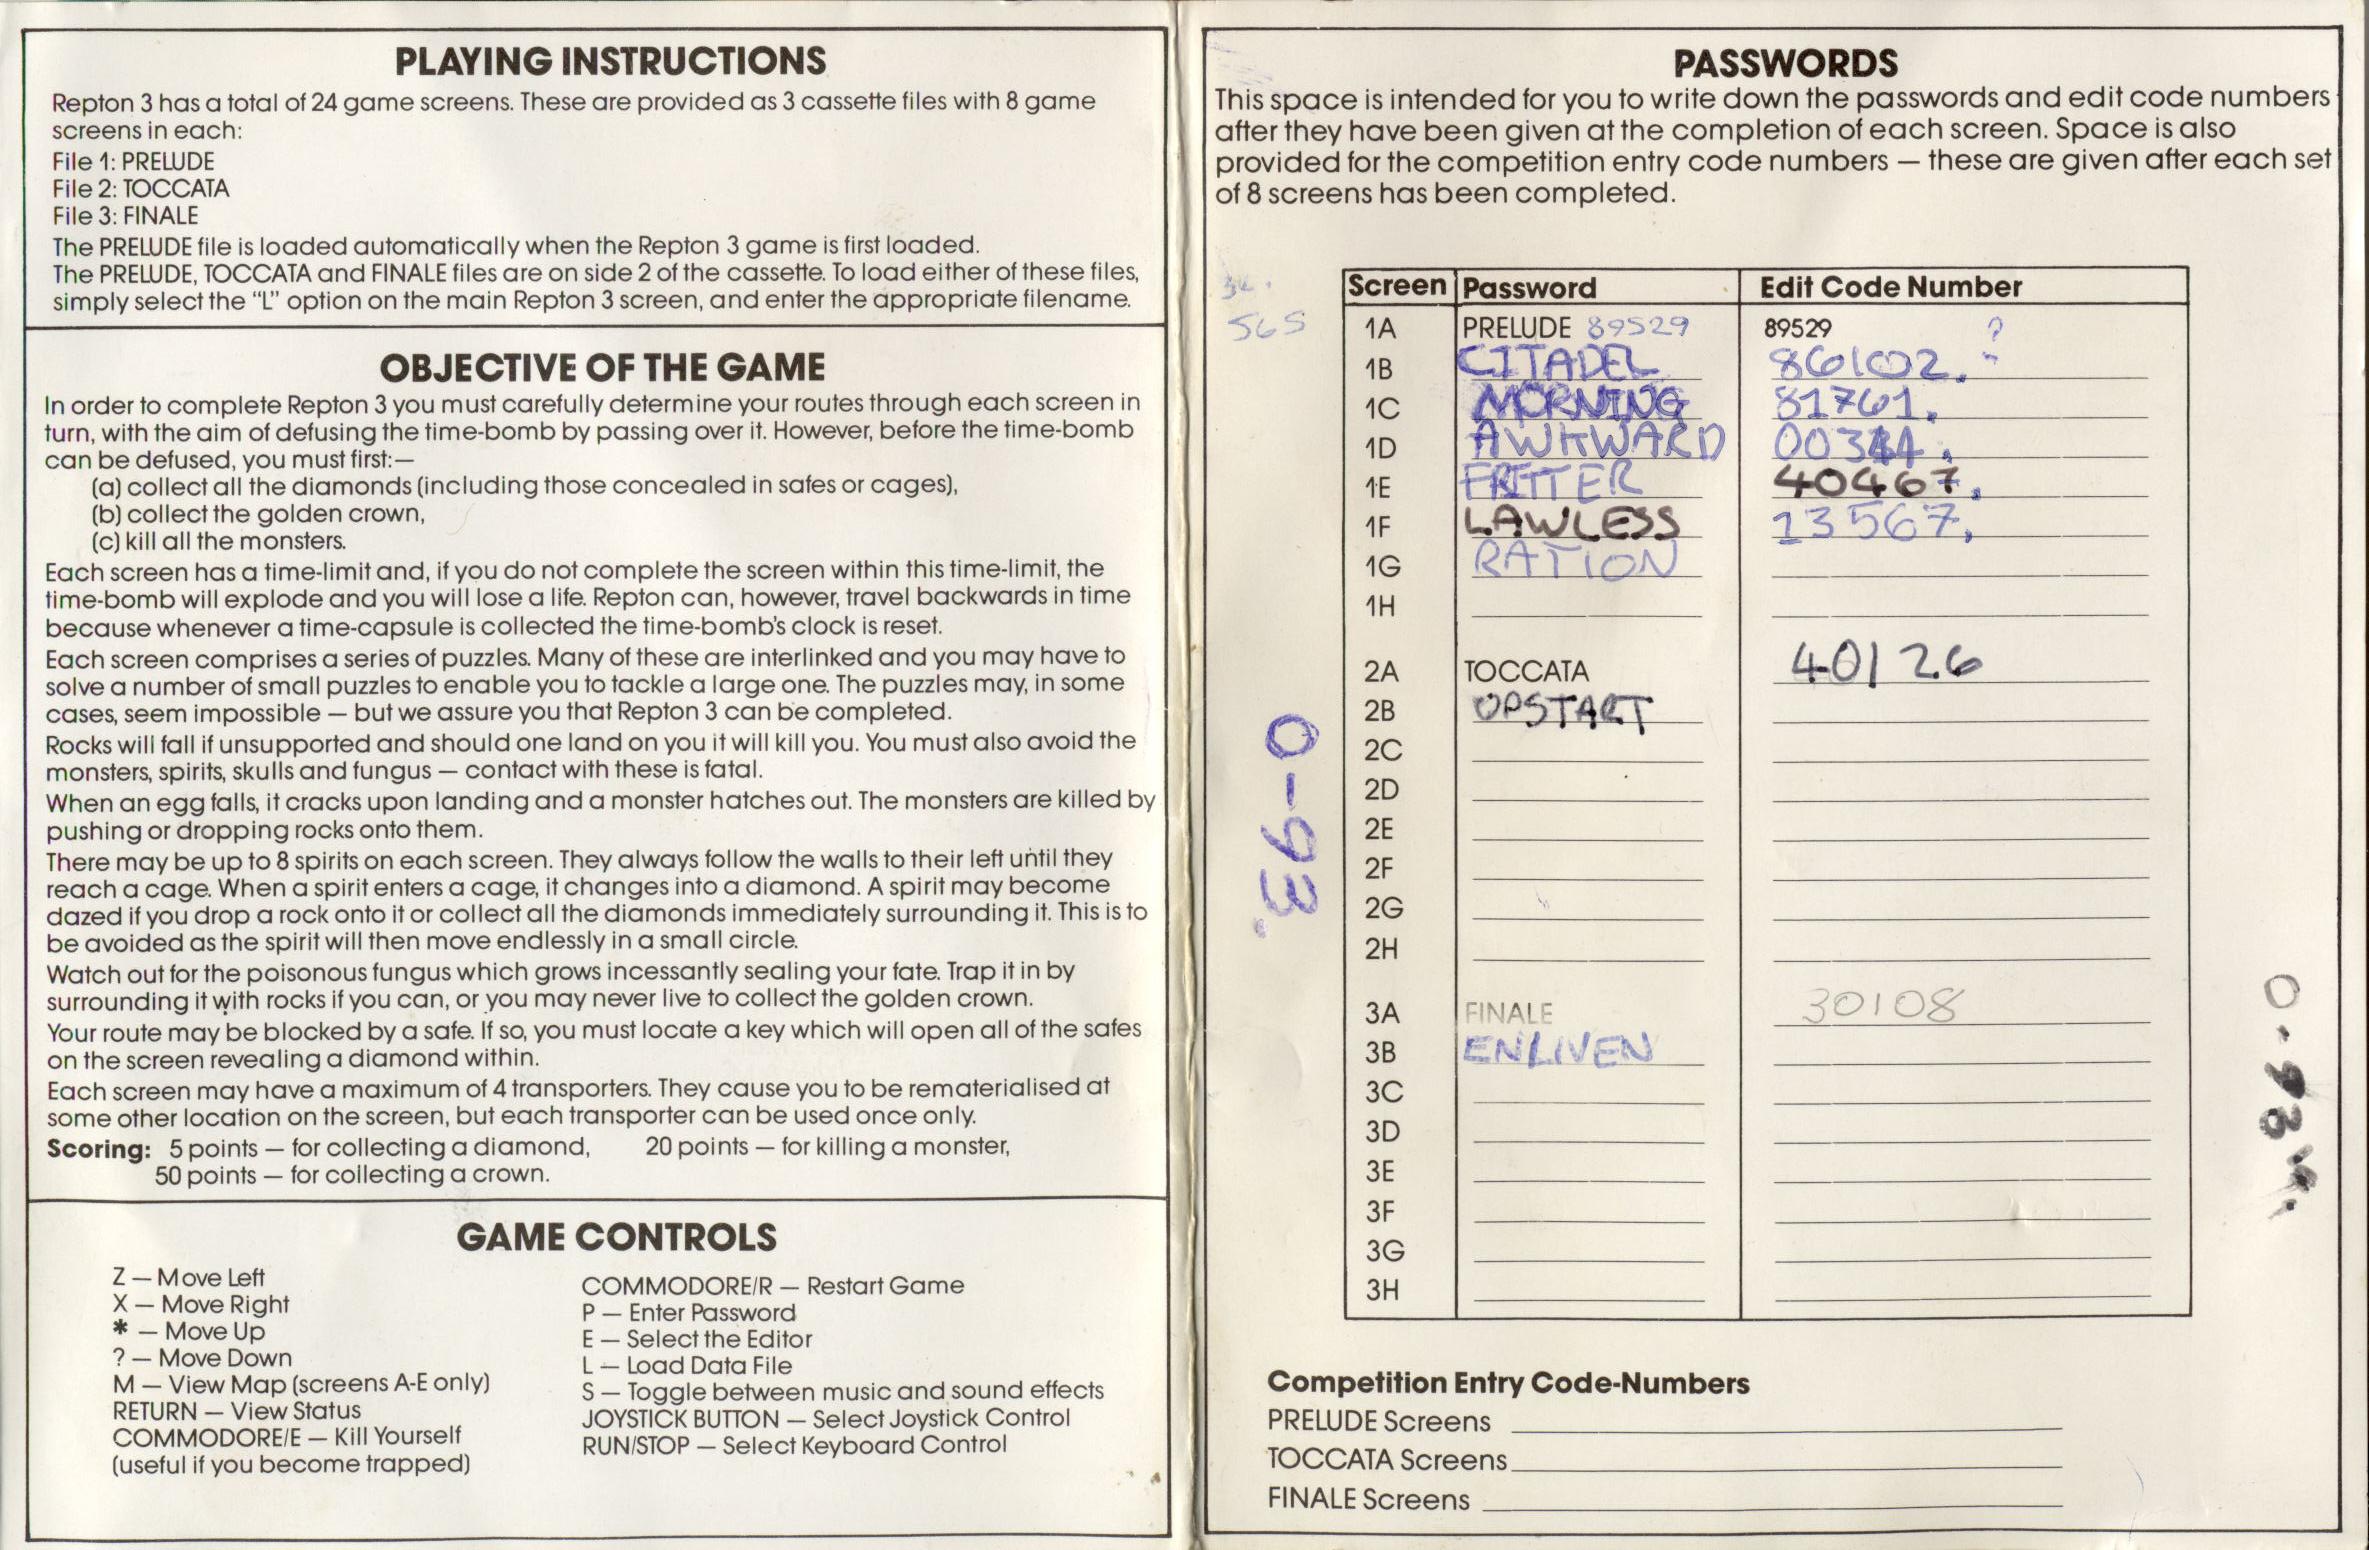 PLAYING INSTRUCTIONS
Repton 3 has a total of 24 game screens. These are provided as 3 cassette files with 8 game
screens in each:
File 1: PRELUDE
File 2: TOCCATA
File 3: FINALE
The PRELUDE file is loaded automatically when the Repton 3 game is first loaded.
The PRELUDE, TOCCATA and FINALE files are on side 2 of the cassette. To load either of these files,
simply select the "L" option on the main Repton 3 screen, and enter the appropriate filename.
OBJECTIVE OF THE GAME
In order to complete Repton 3 you must carefully determine your routes through each screen in
turn, with the aim of defusing the time-bomb by passing over it. However, before the time-bomb
can be defused, you must first:—
(a) collect all the diamonds (including those concealed in safes or cages),
(b) collect the golden crown,
(c) kill all the monsters.
Each screen has a time-limit and, if you do not complete the screen within this time-limit, the
time-bomb will explode and you will lose a life. Repton can, however, travel backwards in time
because whenever a time-capsule is collected the time-bomb's clock is reset.
Each screen comprises a series of puzzles. Many of these are interlinked and you may have to
solve a number of small puzzles to enable you to tackle a large one. The puzzles may, in some
cases, seem impossible — but we assure you that Repton 3 can be completed.
Rocks will fall if unsupported and should one land on you it will kill you. You must also avoid the
monsters, spirits, skulls and fungus — contact with these is fatal.
When an egg falls, it cracks upon landing and a monster hatches out. The monsters are killed by
pushing or dropping rocks onto them.
There may be up to 8 spirits on each screen. They always follow the walls to their left until they
reach a cage. When a spirit enters a cage, it changes into a diamond. A spirit may become
dazed if you drop a rock onto it or collect all the diamonds immediately surrounding it. This is to
be avoided as the spirit will then move endlessly in a small circle.
Watch out for the poisonous fungus which grows incessantly sealing your fate. Trap it in by
surrounding it with rocks if you can, or you may never live to collect the golden crown.
Your route may be blocked by a safe. If so, you must locate a key which will open all of the safes
on the screen revealing a diamond within.
Each screen may have a maximum of 4 transporters. They cause you to be rematerialised at
some other location on the screen, but each transporter can be used once only.
Scoring: 5 points — for collecting a diamond, 20 points — for killing a monster,
50 points — for collecting a crown.
GAME CONTROLS
Z — Move Left
X — Move Right
* — Move Up
? — Move Down
M — View Map (screens A-E only)
RETURN — View Status
COMMODORE/E — Kill Yourself
(useful if you become trapped)
COMMODORE/R — Restart Game
P — Enter Password
E — Select the Editor
L — Load Data File
S — Toggle between music and sound effects
JOYSTICK BUTTON — Select Joystick Control
RUN/STOP — Select Keyboard Control
PASSWORDS
This space is intended for you to write down the passwords and edit code numbers
after they have been given at the completion of each screen. Space is also
provided for the competition entry code numbers — these are given after each set
of 8 screens has been completed.
565
0-93.
Screen Password Edit Code Number
1A PRELUDE 89529 89529 ?
1B CITADEL 86102.
1C MORNING 81761.
1D AWKWARD
1E FRITTER 40467.
1F LAWLESS 13567.
1G RATION
1H
2A TOCCATA 40126
2B OPSTART
2C
2D
2E
2F
2G
2H
3A FINALE 30108
3B ENLIVEN
3C
3D
3E
3F
3G
3H
Competition Entry Code-Numbers
PRELUDE Screens
TOCCATA Screens
FINALE Screens